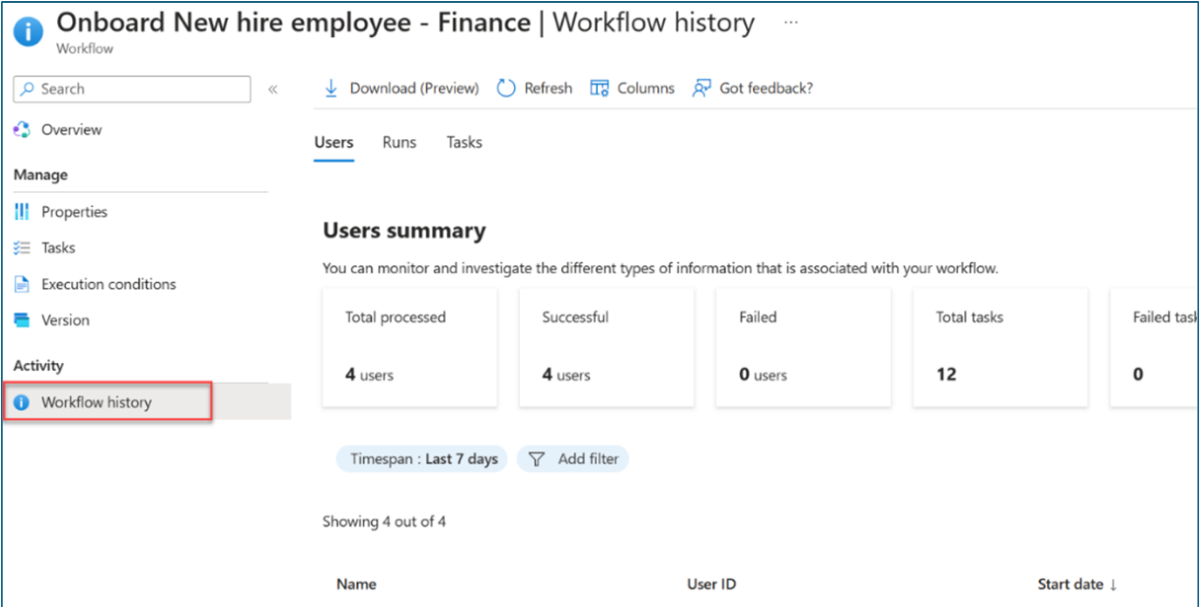 Onboard New hire employee - Finance | Workflow history ...
Workflow
Search «
Download (Preview) Refresh Columns Got feedback?
Overview
Users Runs Tasks
Manage
Properties
Tasks
Execution conditions
Version
Activity
Workflow history
Users summary
You can monitor and investigate the different types of information that is associated with your workflow.
Total processed Successful Failed Total tasks Failed task
4 users 4 users 0 users 12 0
Timespan : Last 7 days Add filter
Showing 4 out of 4
Name User ID Start date ↓